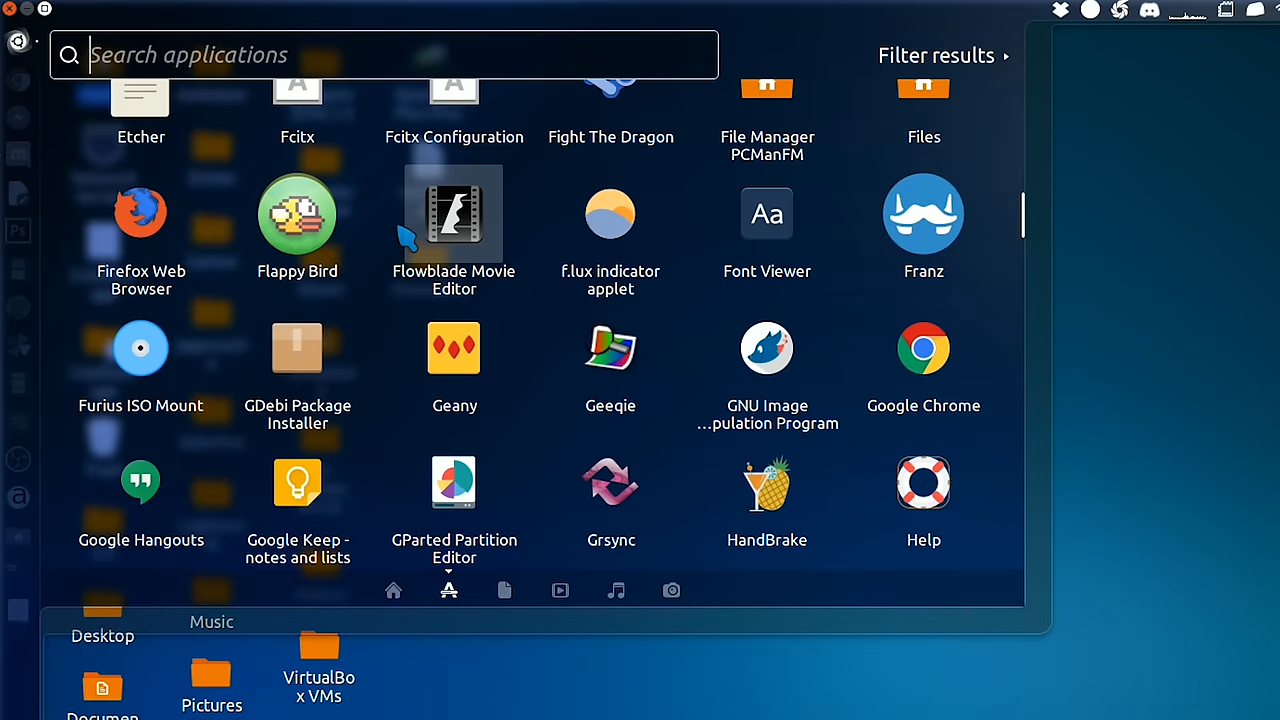 Search applications
Filter results
Etcher
Fcitx
Fcitx Configuration
Fight The Dragon
File Manager
PCManFM
Files
A
A
Firefox Web
Browser
Flappy Bird
Flowblade Movie
Editor
f.lux indicator
applet
Aa
Font Viewer
Franz
Furius ISO Mount
GDebi Package
Installer
Geany
Geeqie
GNU Image
…pulation Program
Google Chrome
Google Hangouts
Google Keep -
notes and lists
GParted Partition
Editor
Grsync
HandBrake
Help
Ps
Desktop
Music
VirtualBo
x VMs
Pictures
Documen